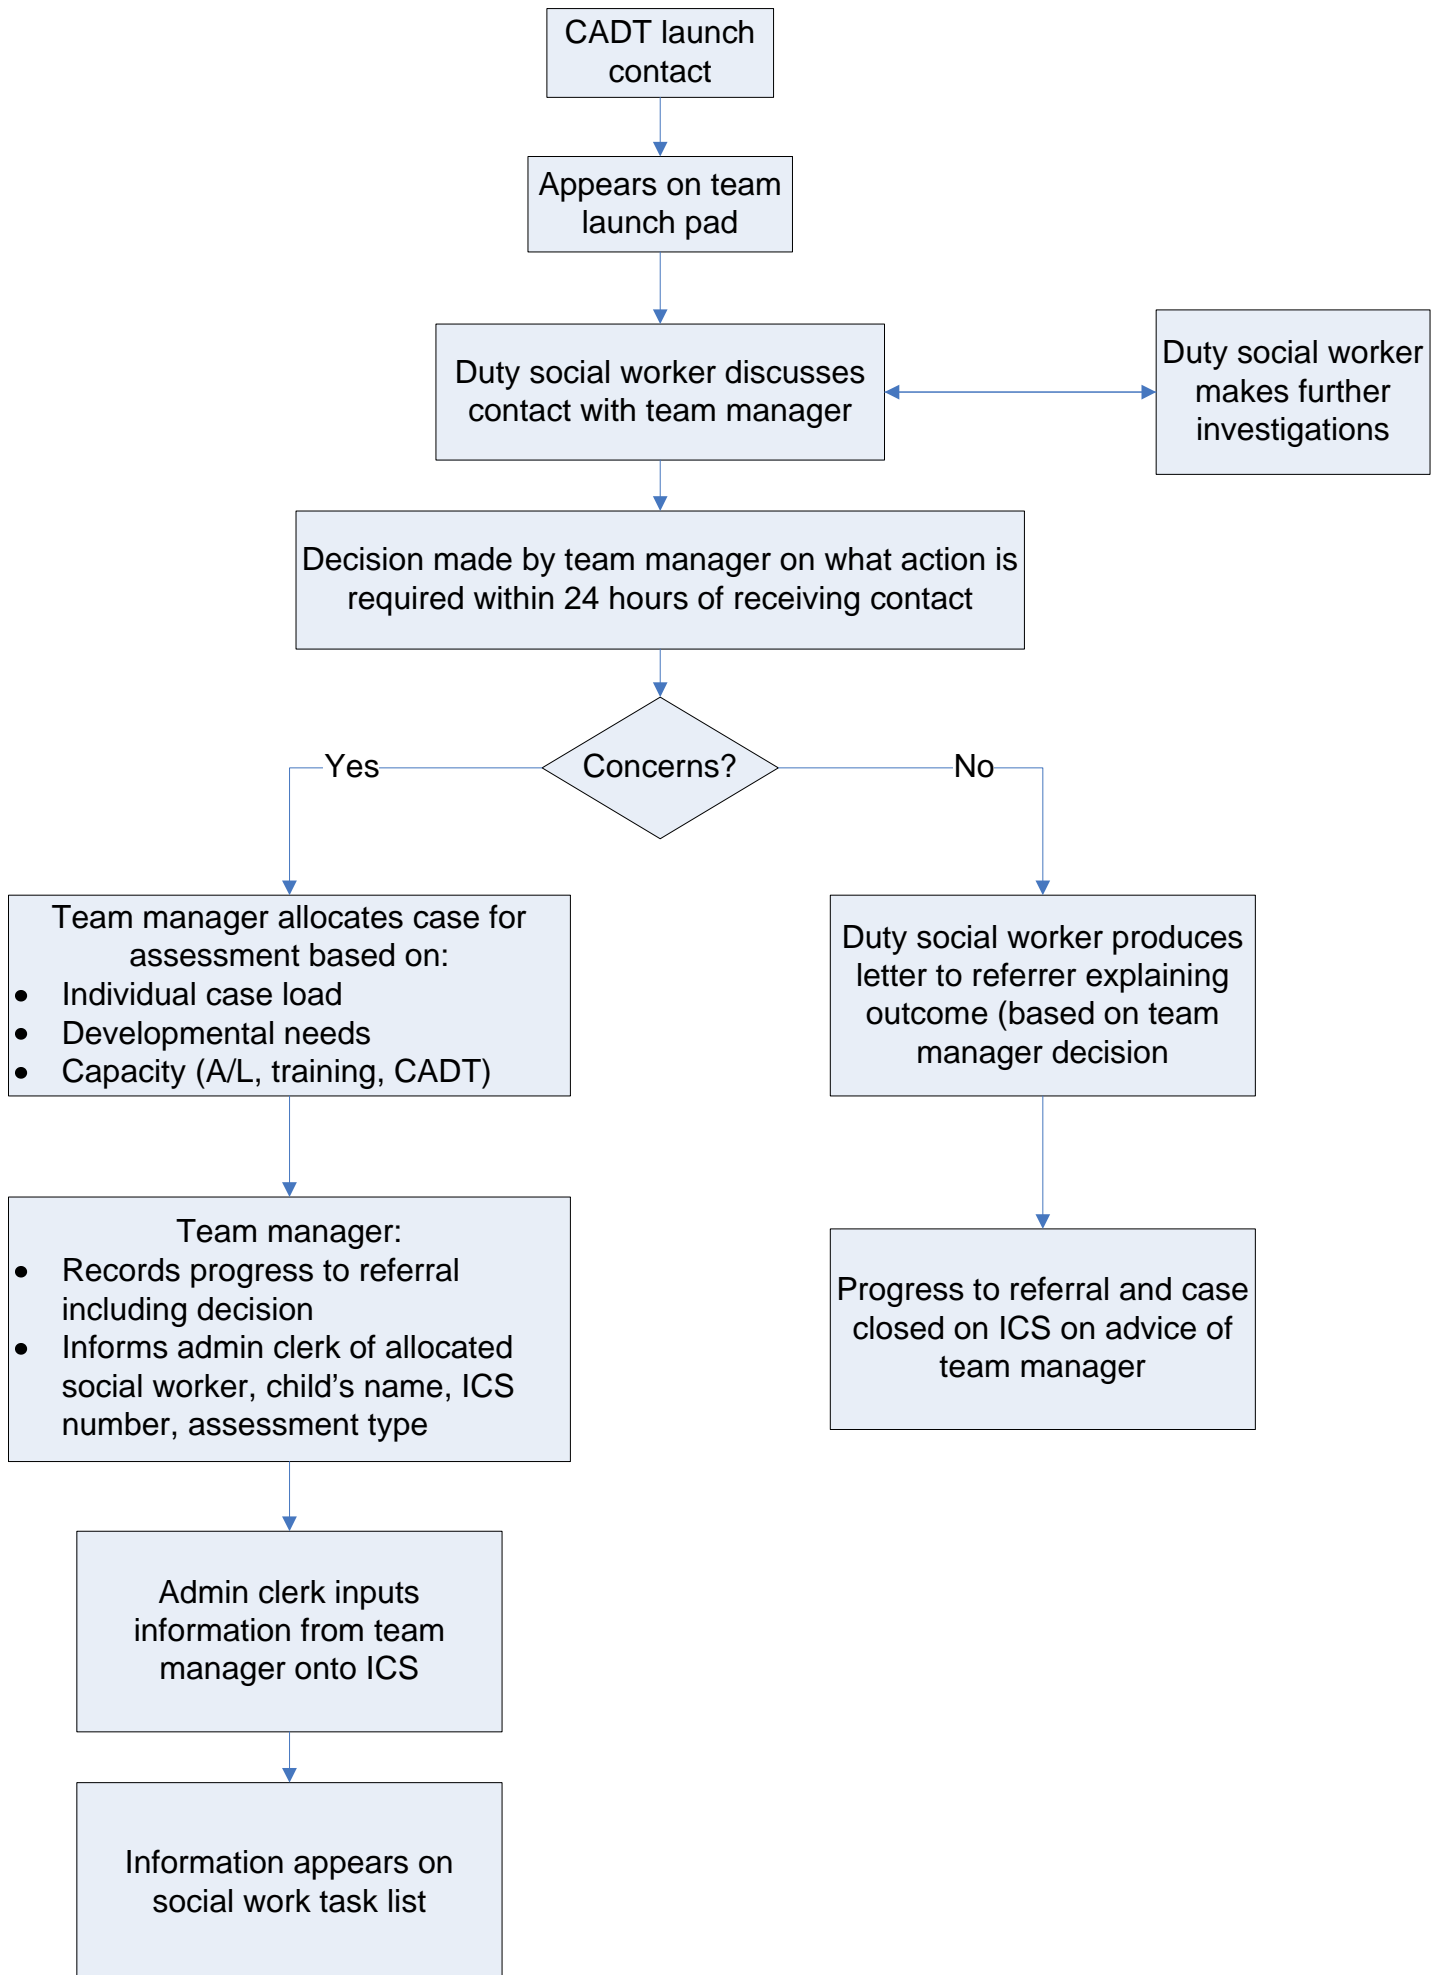 CADT launch
contact
Appears on team
launch pad
Duty social worker discusses
contact with team manager
Duty social worker
makes further
investigations
Decision made by team manager on what action is
required within 24 hours of receiving contact
Concerns?
Yes
No
Team manager allocates case for
assessment based on:
• Individual case load
• Developmental needs
• Capacity (A/L, training, CADT)
Duty social worker produces
letter to referrer explaining
outcome (based on team
manager decision
Team manager:
• Records progress to referral
including decision
• Informs admin clerk of allocated
social worker, child’s name, ICS
number, assessment type
Progress to referral and case
closed on ICS on advice of
team manager
Admin clerk inputs
information from team
manager onto ICS
Information appears on
social work task list